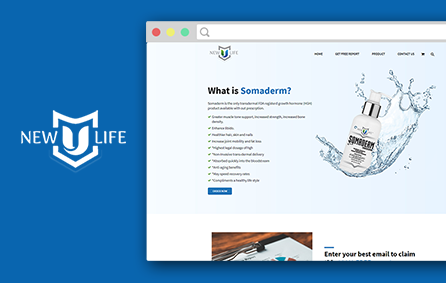 NEW U LIFE
NEW U LIFE
HOME GET FREE REPORT PRODUCT CONTACT US
What is Somaderm?
Somaderm is the only transdermal FDA registered growth hormone (HGH)
product available without prescription.
Greater muscle tone support, increased strength, increased bone
density.
Enhance libido.
Healthier hair, skin and nails
Increase joint mobility and fat loss.
*Highest legal dosage of hgh
*Non-invasive trans dermal delivery
*Absorbed quickly into the bloodstream
*Anti aging benefits
*May speed recovery rates
*Compliments a healthy life style
SOMADERM
Enter your best email to claim